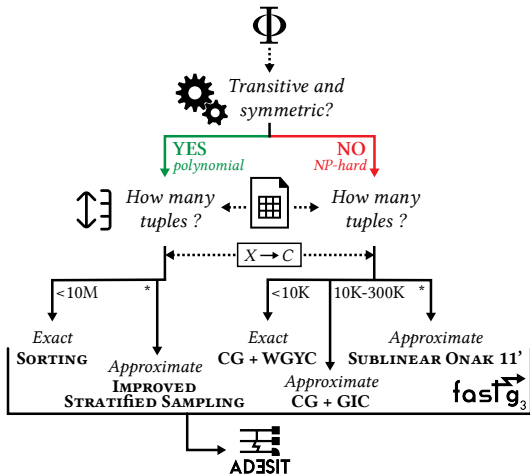 Φ
Transitive and
symmetric?
YES
polynomial
NO
NP-hard
How many
tuples ?
How many
tuples ?
X → C
<10M
*
<10K
10K-300K
*
Exact
SORTING
Approximate
IMPROVED
STRATIFIED SAMPLING
Exact
CG + WGYC
Approximate
CG + GIC
Approximate
SUBLINEAR ONAK 11'
fastg3
ADƎSIT